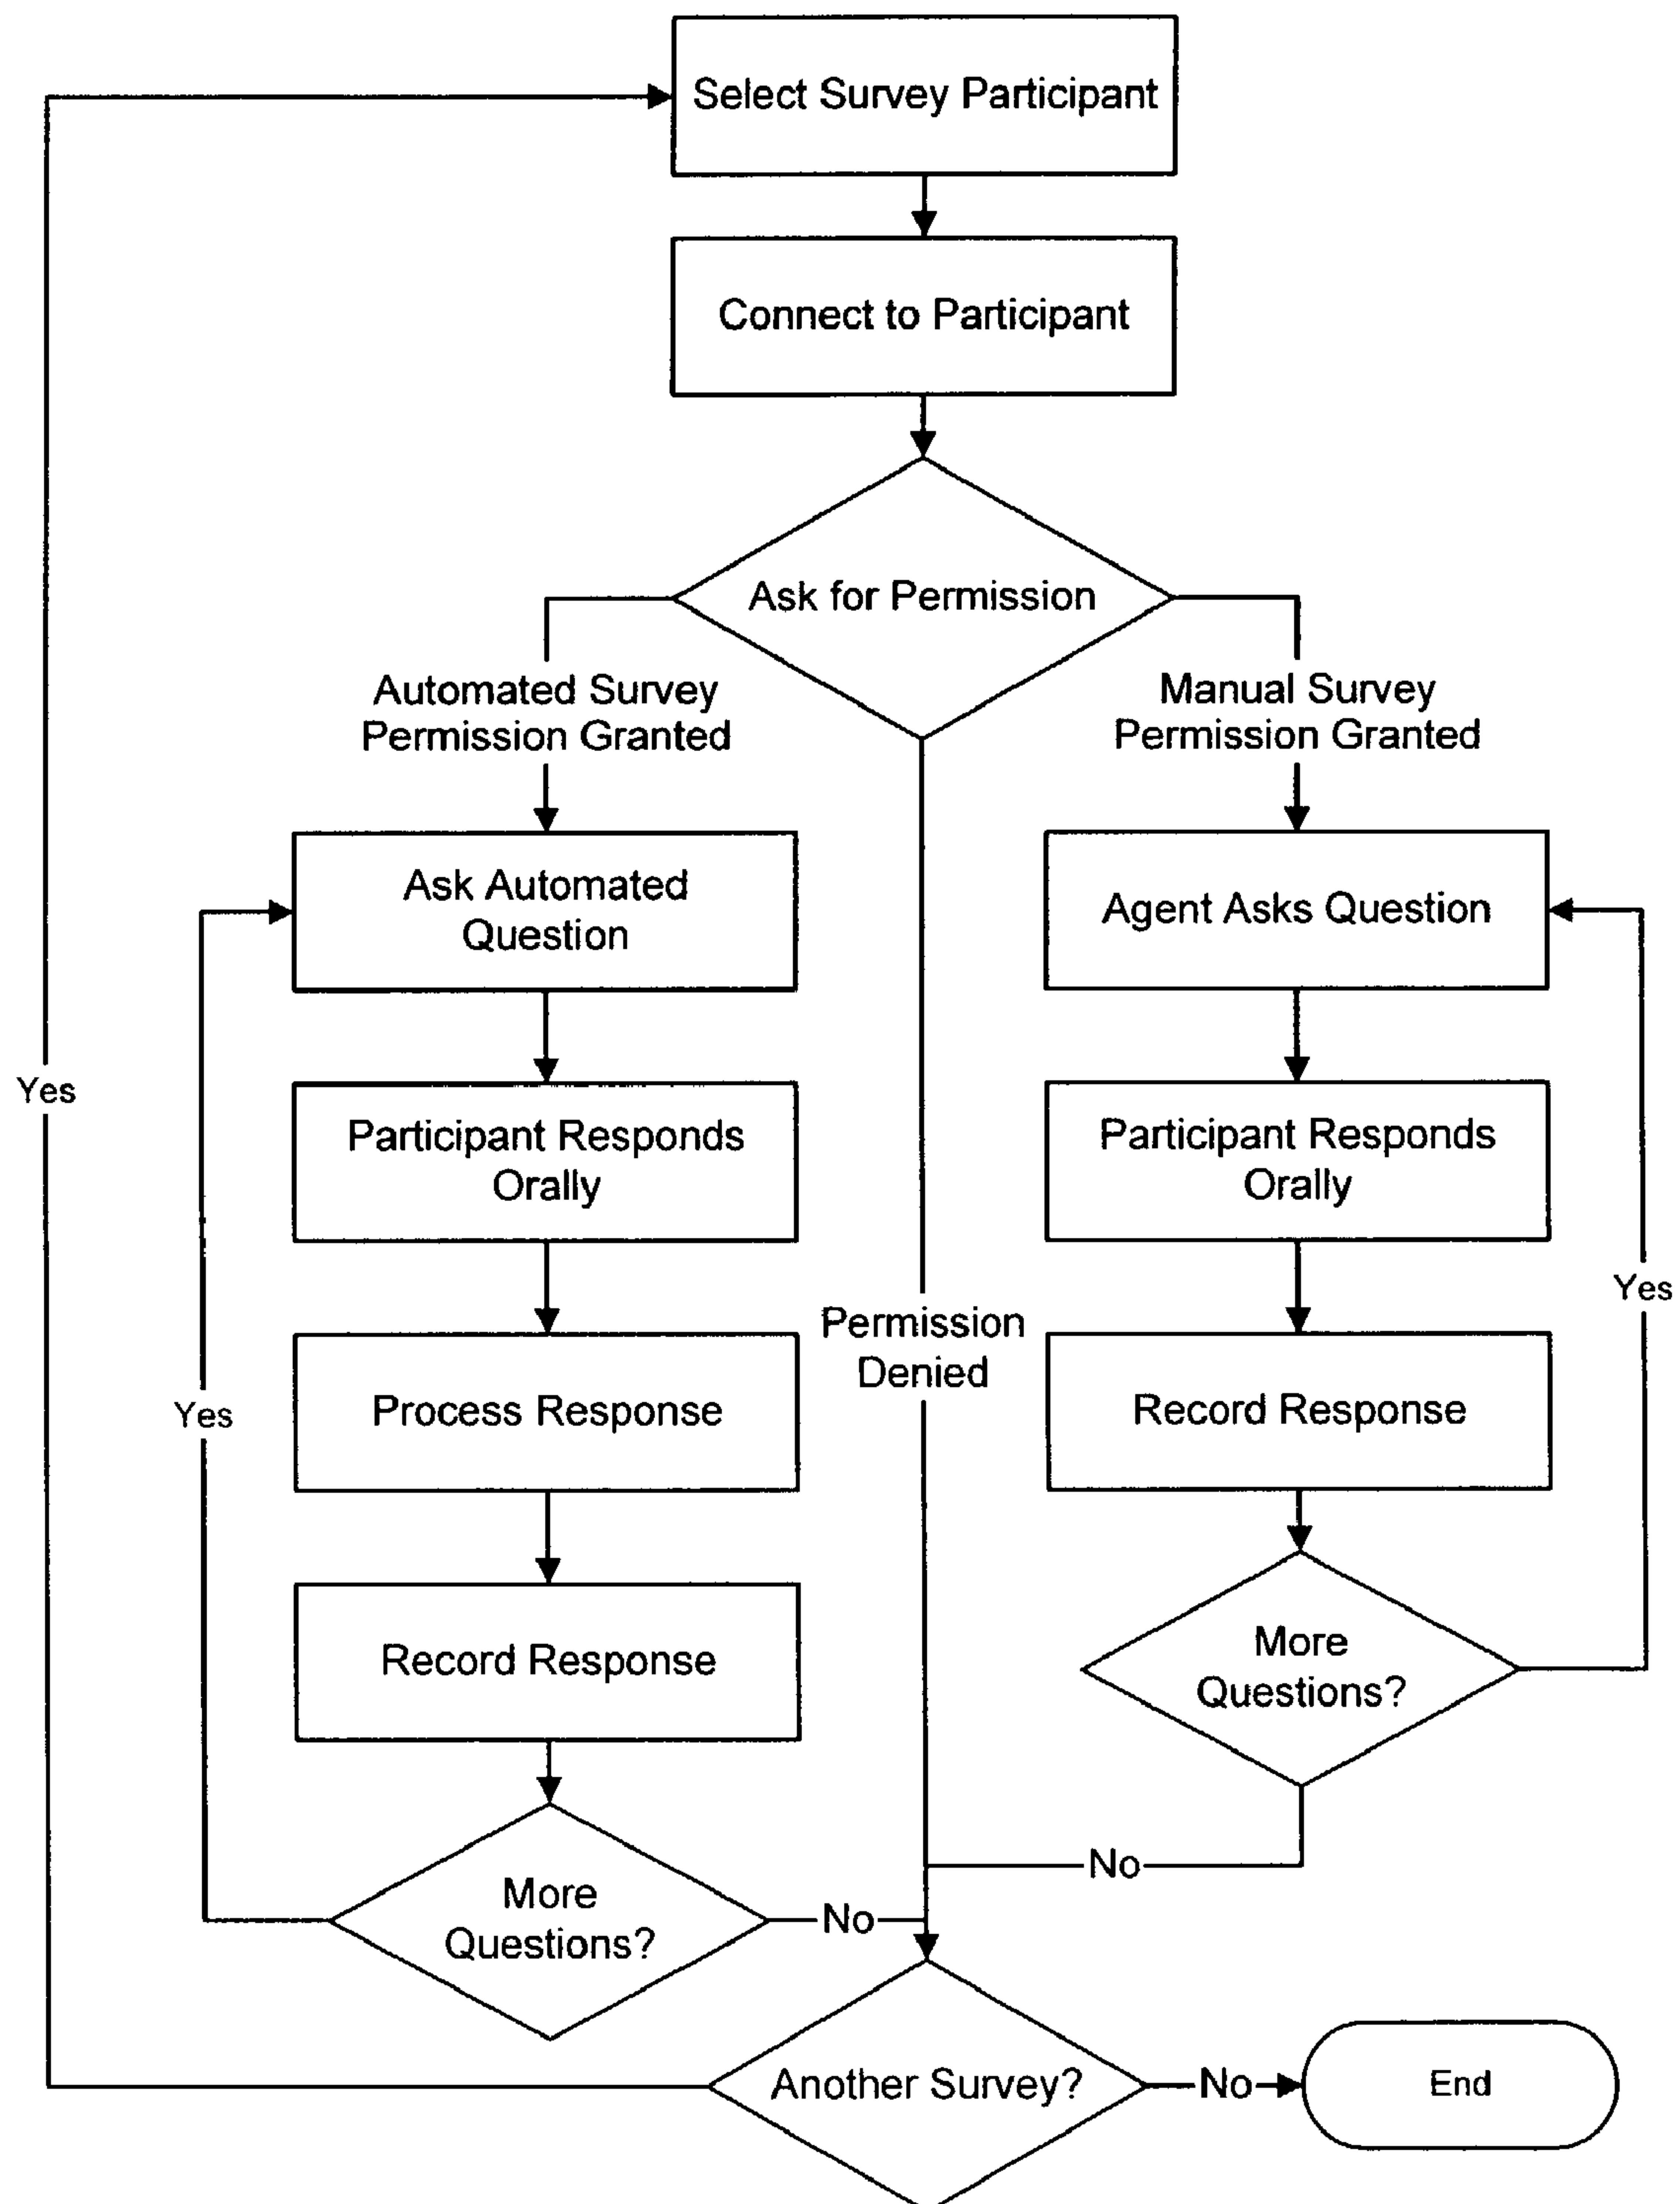 Select Survey Participant
Connect to Participant
Ask for Permission
Automated Survey
Permission Granted
Manual Survey
Permission Granted
Ask Automated
Question
Agent Asks Question
Yes
Participant Responds
Orally
Participant Responds
Orally
Yes
Permission
Denied
Yes
Process Response
Record Response
Record Response
More
Questions?
No
More
Questions?
No
Another Survey?
No
End